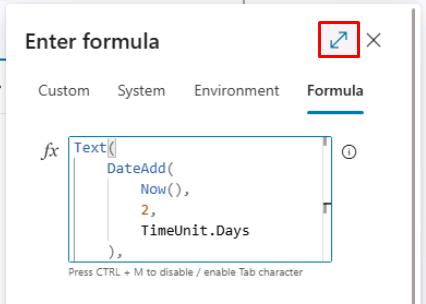 Enter formula
Custom System Environment Formula
fx Text(
DateAdd(
Now(),
2,
TimeUnit.Days
),
Press CTRL + M to disable / enable Tab character